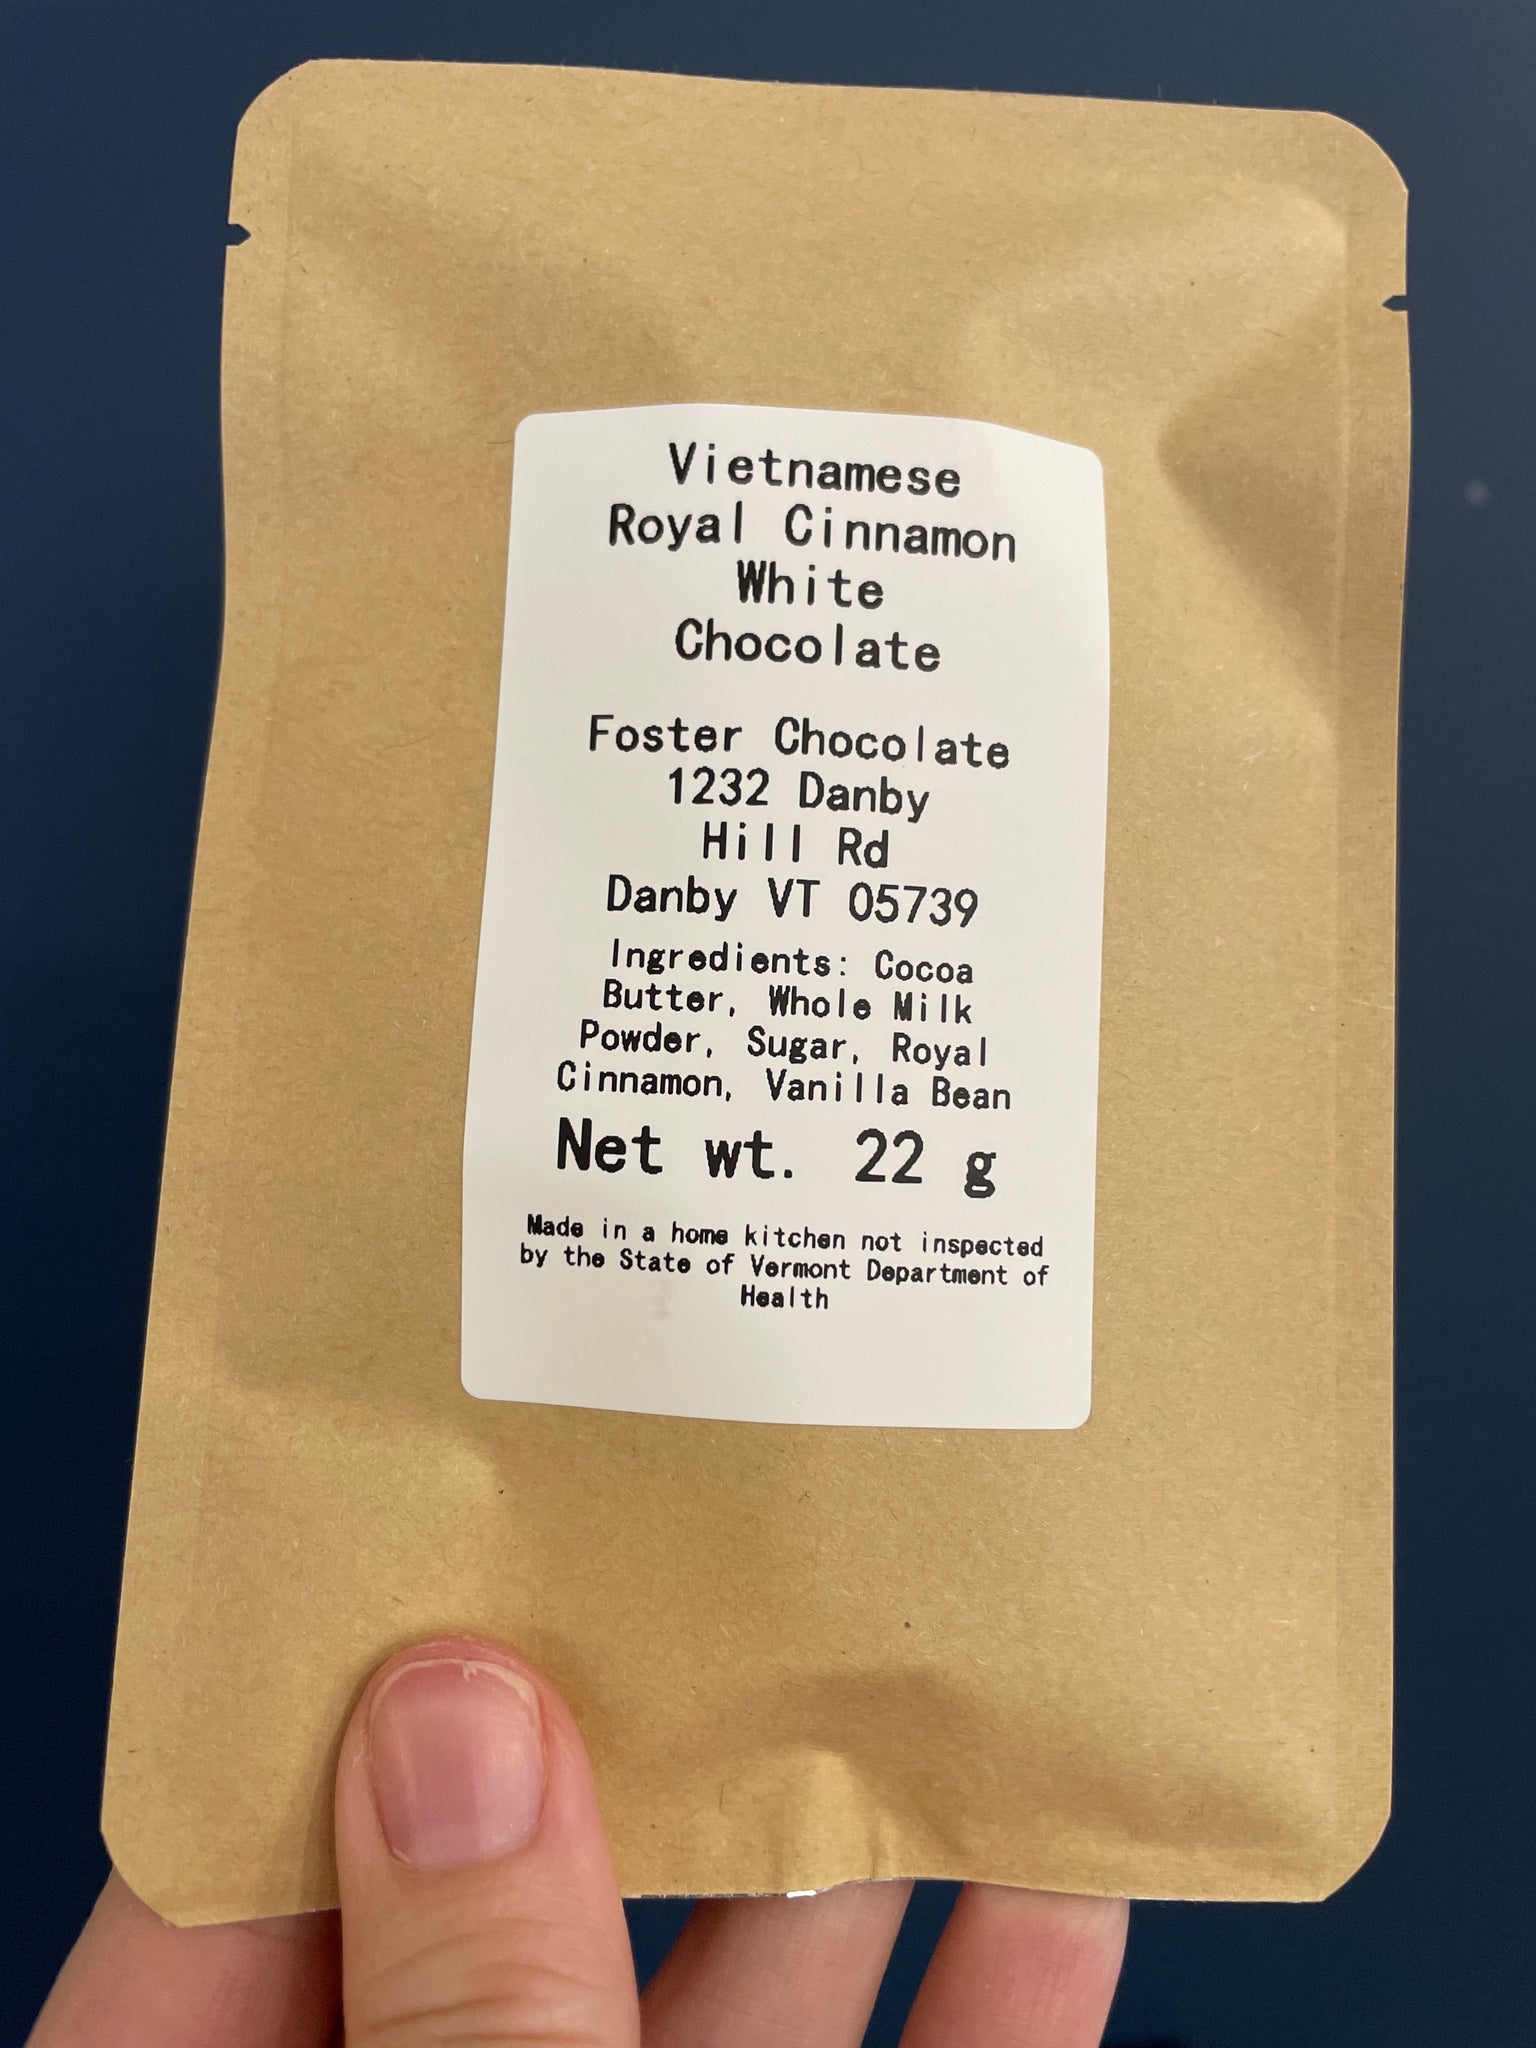 Vietnamese
Royal Cinnamon
White
Chocolate
Foster Chocolate
1232 Danby
Hill Rd
Danby VT 05739
Ingredients: Cocoa
Butter, Whole Milk
Powder, Sugar, Royal
Cinnamon, Vanilla Bean
Net wt. 22 g
Made in a home kitchen not inspected
by the State of Vermont Department of
Health